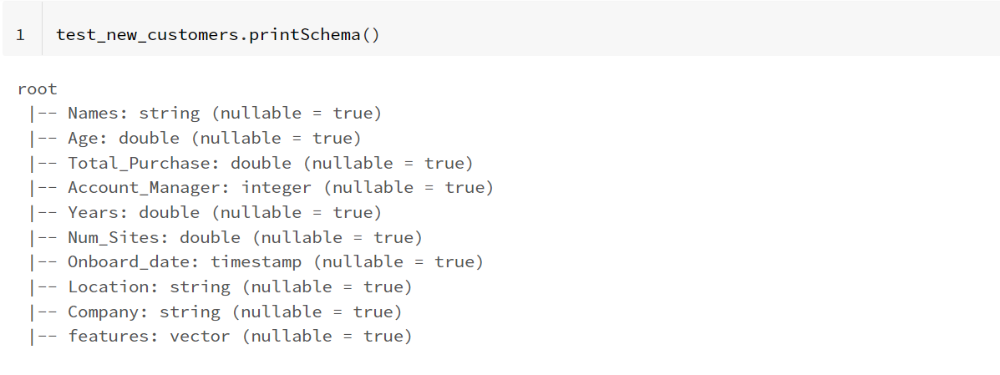 1 test_new_customers.printSchema()
root
|-- Names: string (nullable = true)
|-- Age: double (nullable = true)
|-- Total_Purchase: double (nullable = true)
|-- Account_Manager: integer (nullable = true)
|-- Years: double (nullable = true)
|-- Num_Sites: double (nullable = true)
|-- Onboard_date: timestamp (nullable = true)
|-- Location: string (nullable = true)
|-- Company: string (nullable = true)
|-- features: vector (nullable = true)